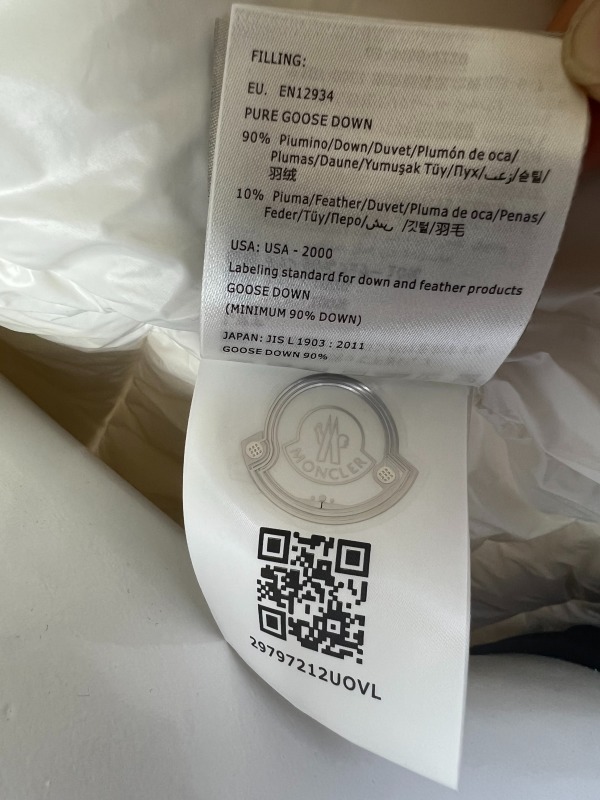 FILLING:
EU. EN12934
PURE GOOSE DOWN
90% Piumino/Down/Duvet/Plumón de oca/
Plumas/Daune/Yumuşak Tüy/Пух/زغب/솜털/
羽绒
10% Piuma/Feather/Duvet/Pluma de oca/Penas/
Feder/Tüy/Перо/ريش /깃털/羽毛
USA: USA - 2000
Labeling standard for down and feather products
GOOSE DOWN
(MINIMUM 90% DOWN)
JAPAN: JIS L 1903 : 2011
GOOSE DOWN 90%
MONCLER
29797212UOVL